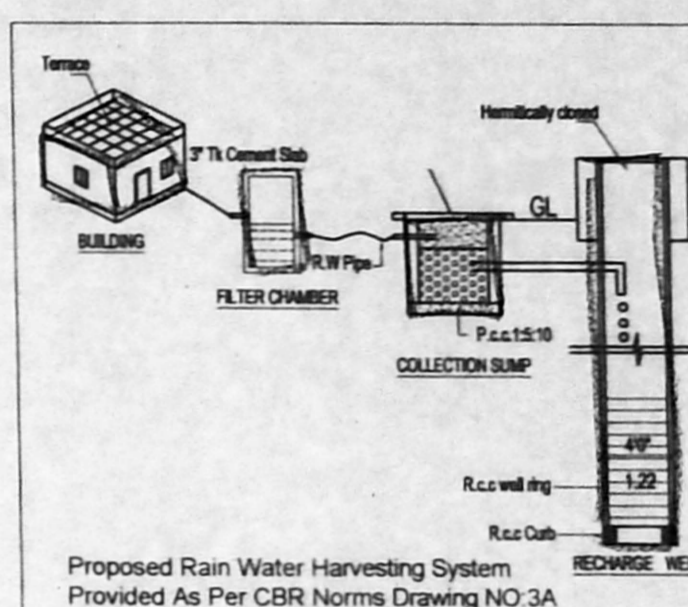 Terrace
3" Tk Cement Slab
Hermitically closed
GL
BUILDING
R.W Pipe
FILTER CHAMBER
P.c.c.1:5:10
COLLECTION SUMP
4'0"
1.22
R.c.c well ring
R.c.c Curb
RECHARGE WE
Proposed Rain Water Harvesting System
Provided As Per CBR Norms Drawing NO:3A